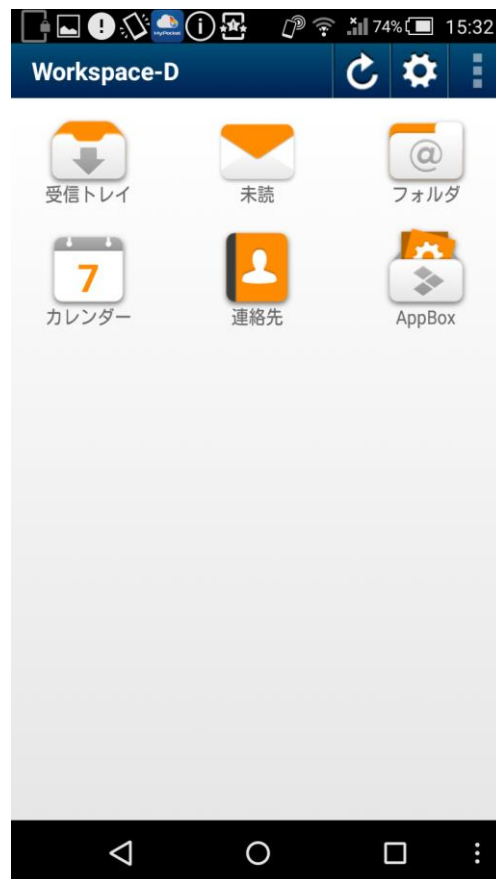 MyPocket
74%
15:32
Workspace-D
受信トレイ
未読
フォルダ
カレンダー
連絡先
AppBox
7
@